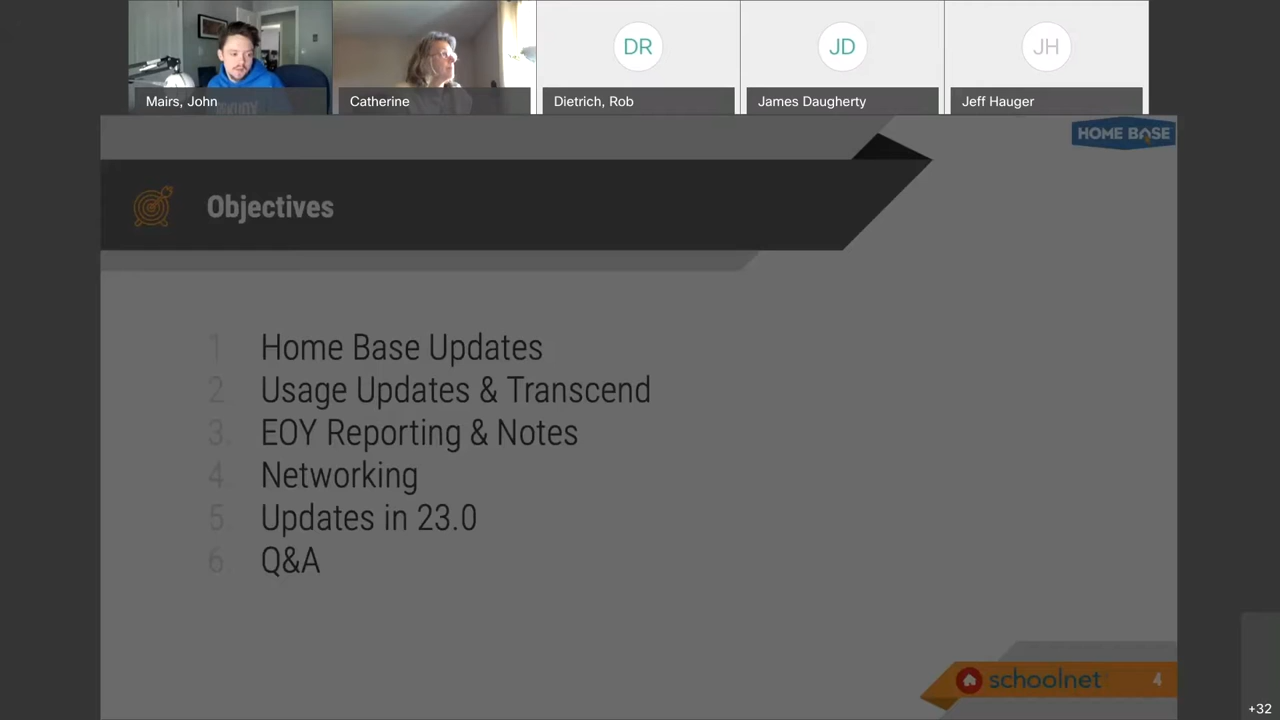 DR
JD
JH
Mairs, John
Catherine
Dietrich, Rob
James Daugherty
Jeff Hauger
HOME BASE
Objectives
1 Home Base Updates
2. Usage Updates & Transcend
3. EOY Reporting & Notes
4 Networking
5. Updates in 23.0
6 Q&A
schoolnet 4
+32